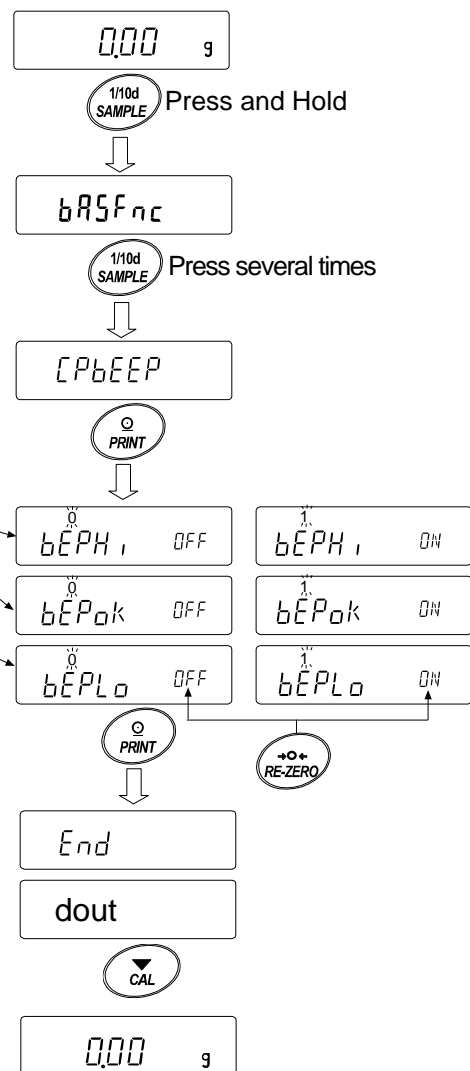 0.00 g
1/10d
SAMPLE Press and Hold
bASFnc
1/10d
SAMPLE Press several times
CPbEEP
PRINT
0
bEPHi OFF
1
bEPHi ON
0
bEPok OFF
1
bEPok ON
0
bEPLo OFF
1
bEPLo ON
PRINT
→O←
RE-ZERO
End
dout
CAL
0.00 g